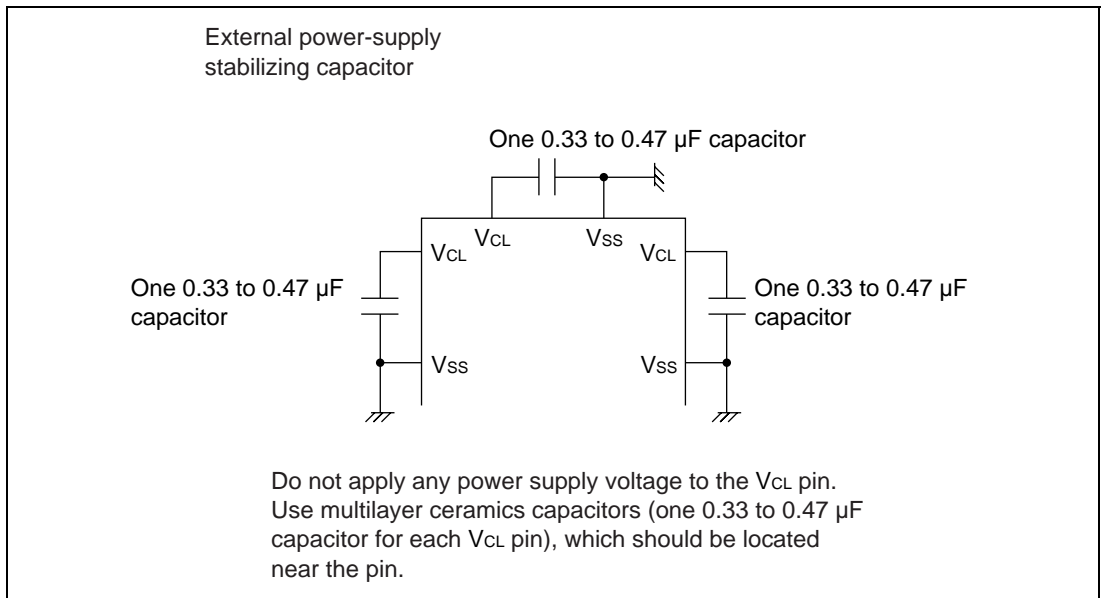 External power-supply
stabilizing capacitor
One 0.33 to 0.47 µF capacitor
VCL
VCL
VSS
VCL
One 0.33 to 0.47 µF
capacitor
One 0.33 to 0.47 µF
capacitor
VSS
VSS
Do not apply any power supply voltage to the VCL pin.
Use multilayer ceramics capacitors (one 0.33 to 0.47 µF
capacitor for each VCL pin), which should be located
near the pin.